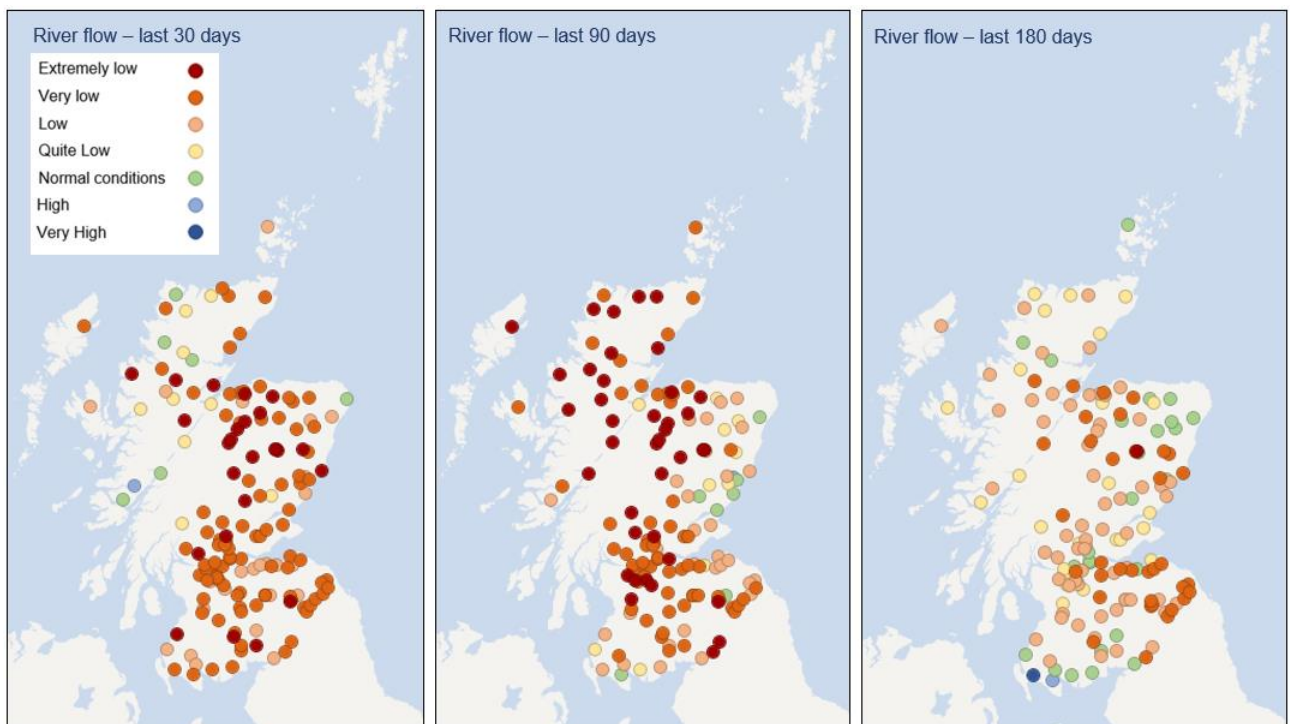 River flow – last 30 days
Extremely low
Very low
Low
Quite Low
Normal conditions
High
Very High
River flow – last 90 days
River flow – last 180 days